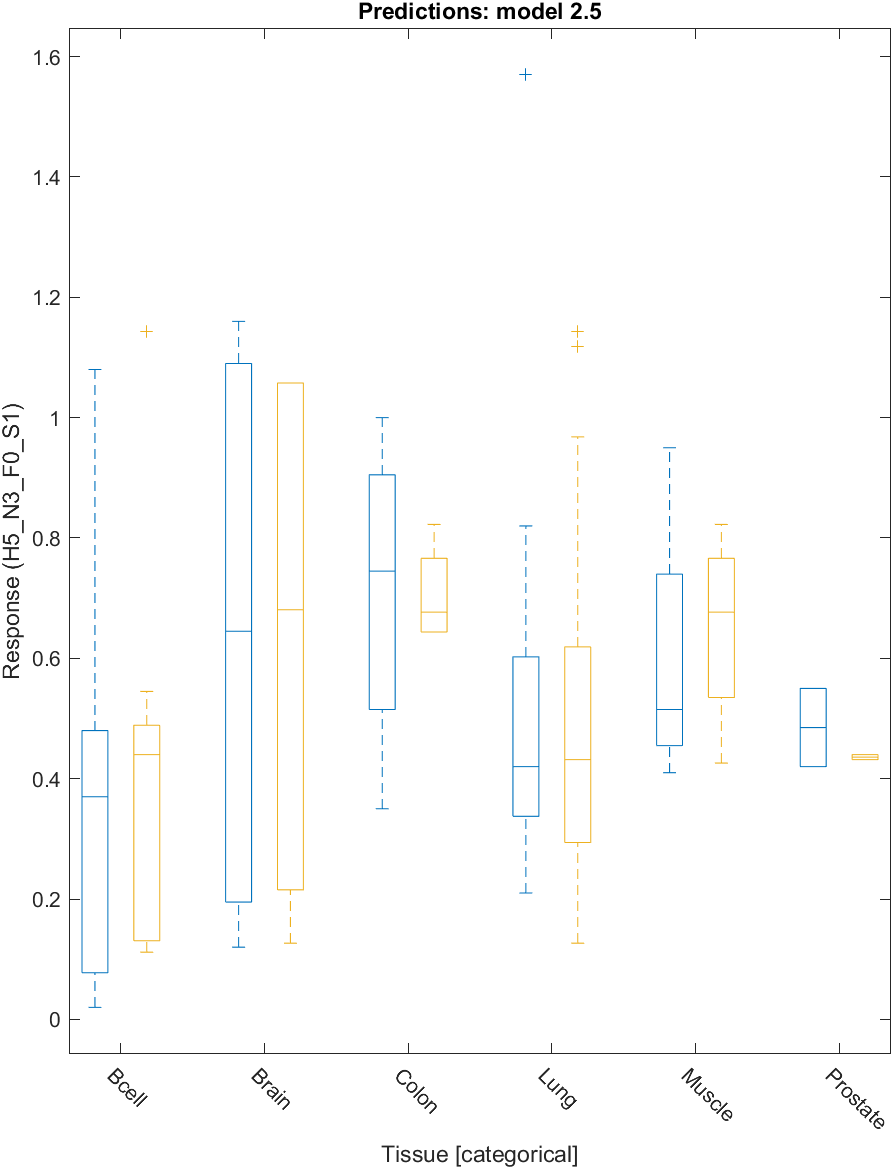 Predictions: model 2.5
1.6
1.4
1.2
1
0.8
0.6
0.4
0.2
0
Response (H5_N3_F0_S1)
Bcell
Brain
Colon
Lung
Muscle
Prostate
Tissue [categorical]